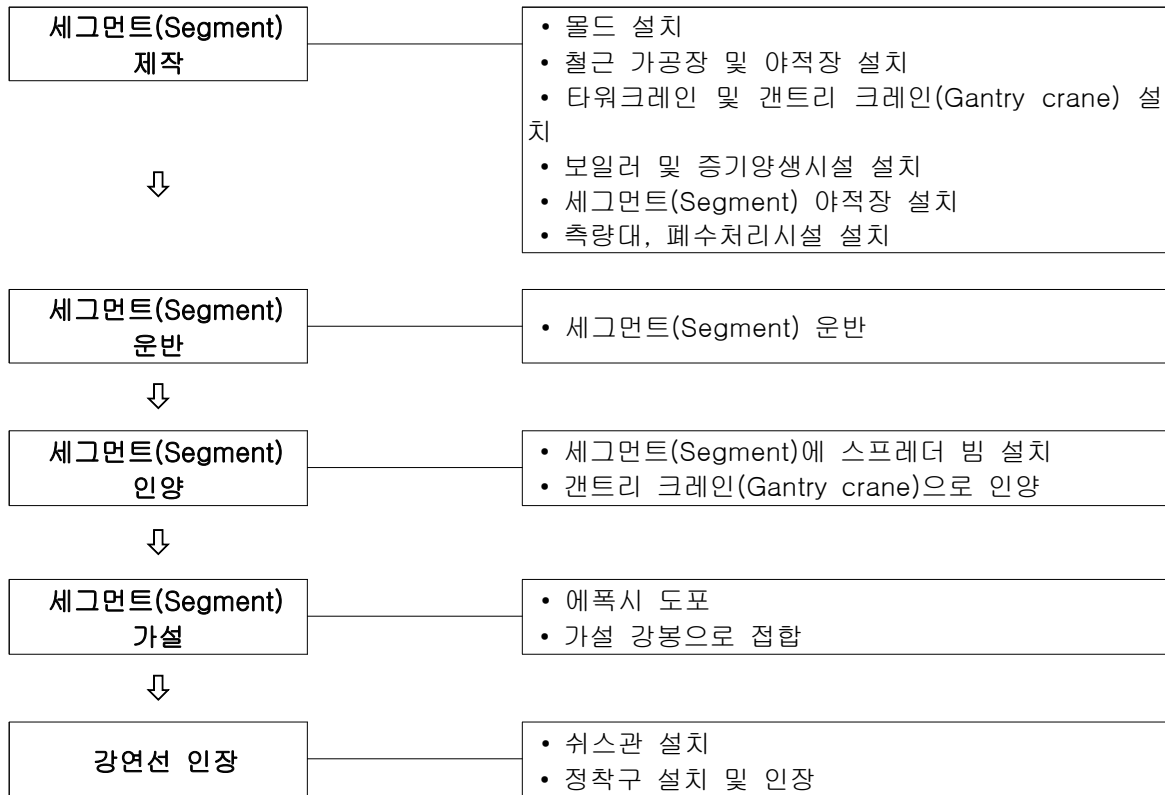 세그먼트(Segment)
제작
• 몰드 설치
• 철근 가공장 및 야적장 설치
• 타워크레인 및 갠트리 크레인(Gantry crane) 설
치
• 보일러 및 증기양생시설 설치
• 세그먼트(Segment) 야적장 설치
• 측량대, 폐수처리시설 설치
⇩
세그먼트(Segment)
운반
• 세그먼트(Segment) 운반
⇩
세그먼트(Segment)
인양
• 세그먼트(Segment)에 스프레더 빔 설치
• 갠트리 크레인(Gantry crane)으로 인양
⇩
세그먼트(Segment)
가설
• 에폭시 도포
• 가설 강봉으로 접합
⇩
강연선 인장
• 쉬스관 설치
• 정착구 설치 및 인장